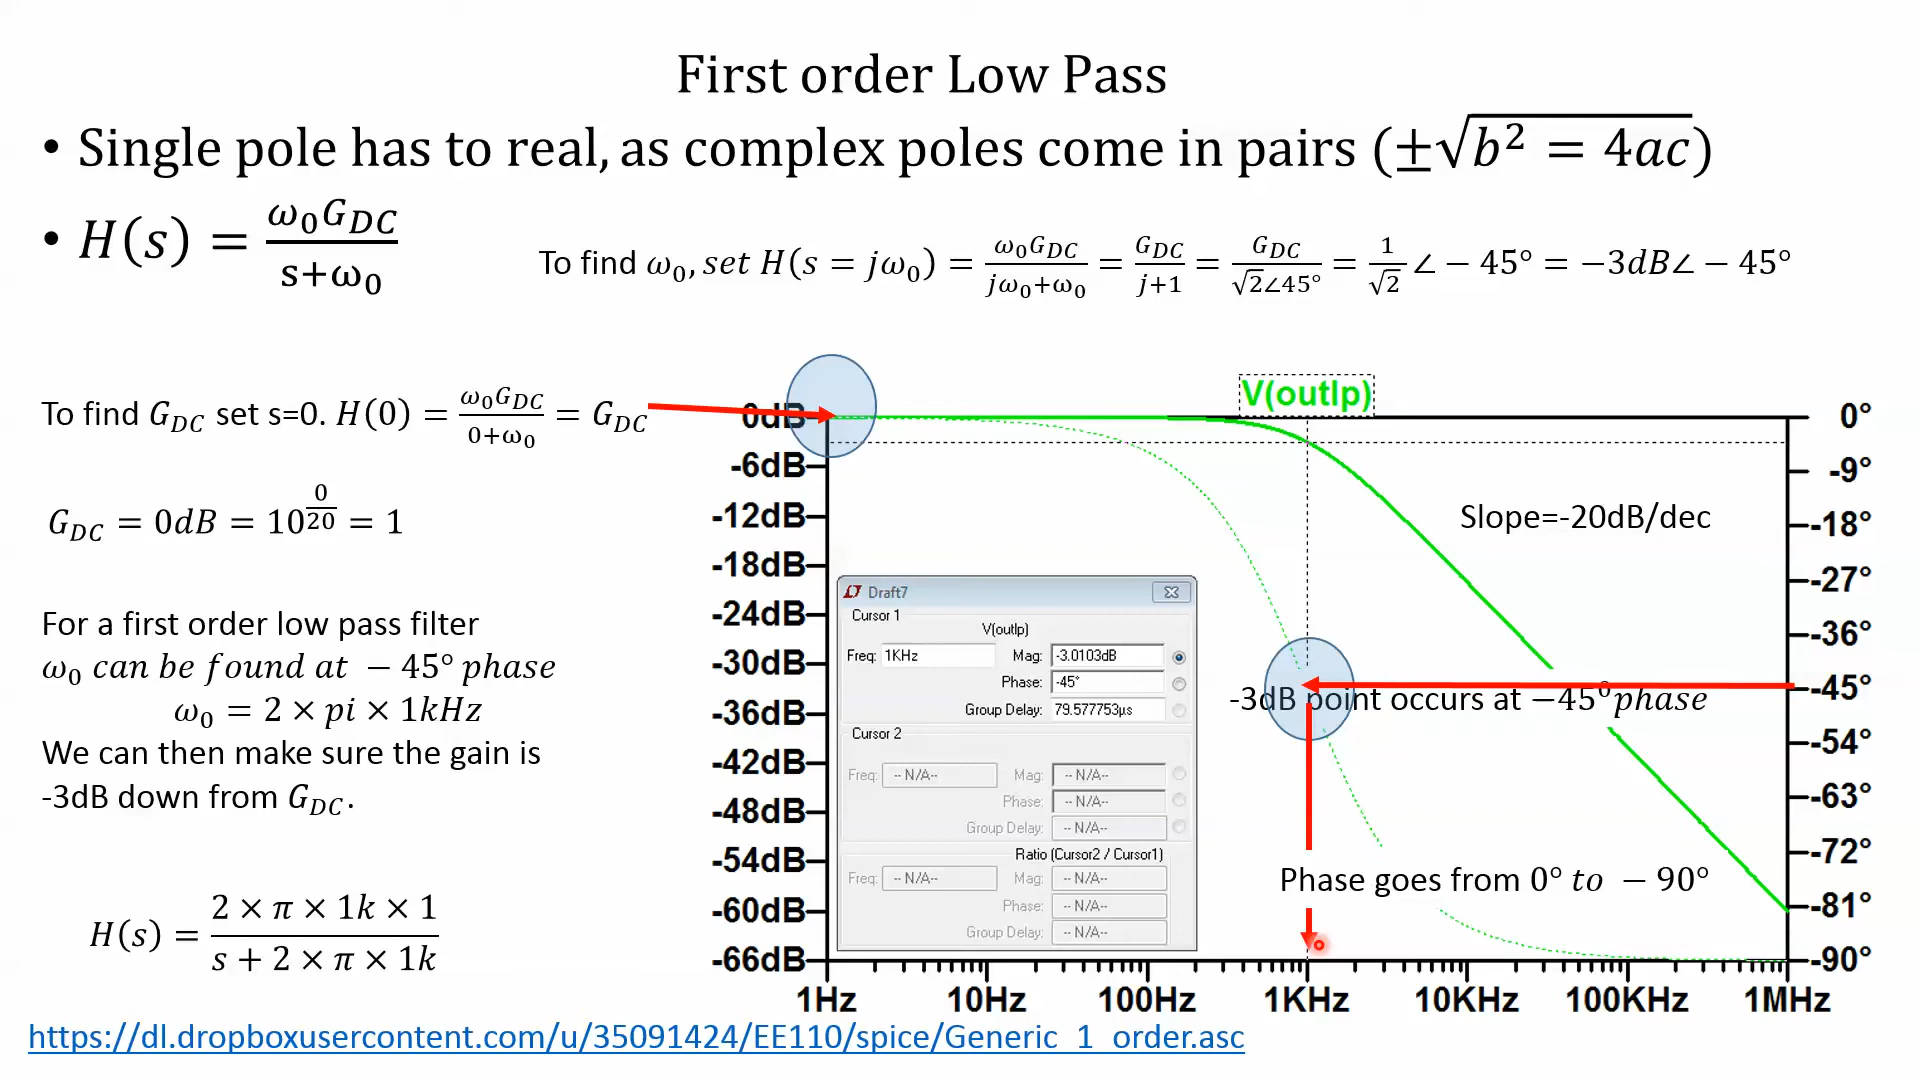 First order Low Pass
• Single pole has to real, as complex poles come in pairs (±√b² = 4ac)
• H(s) = ω₀G_DC / s+ω₀
To find ω₀, set H(s = jω₀) = ω₀G_DC / jω₀+ω₀ = G_DC / j+1 = G_DC / √2∠45° = 1/√2 ∠ − 45° = −3dB∠ − 45°
To find G_DC set s=0. H(0) = ω₀G_DC / 0+ω₀ = G_DC
G_DC = 0dB = 10^(0/20) = 1
For a first order low pass filter
ω₀ can be found at − 45° phase
ω₀ = 2 × pi × 1kHz
We can then make sure the gain is
-3dB down from G_DC.
H(s) = 2 × π × 1k × 1 / s + 2 × π × 1k
V(outlp)
0dB
-6dB
-12dB
-18dB
-24dB
-30dB
-36dB
-42dB
-48dB
-54dB
-60dB
-66dB
Slope=-20dB/dec
-3dB point occurs at −45⁰phase
Phase goes from 0° to − 90°
Draft7
Cursor 1
V(outlp)
Freq: 1KHz Mag: -3.0103dB
Phase: -45°
Group Delay: 79.577753µs
Cursor 2
Freq: -- N/A-- Mag: -- N/A--
Phase: -- N/A--
Group Delay: -- N/A--
Ratio (Cursor2 / Cursor1)
Freq: -- N/A-- Mag: -- N/A--
Phase: -- N/A--
Group Delay: -- N/A--
0°
-9°
-18°
-27°
-36°
-45°
-54°
-63°
-72°
-81°
-90°
1Hz 10Hz 100Hz 1KHz 10KHz 100KHz 1MHz
https://dl.dropboxusercontent.com/u/35091424/EE110/spice/Generic_1_order.asc